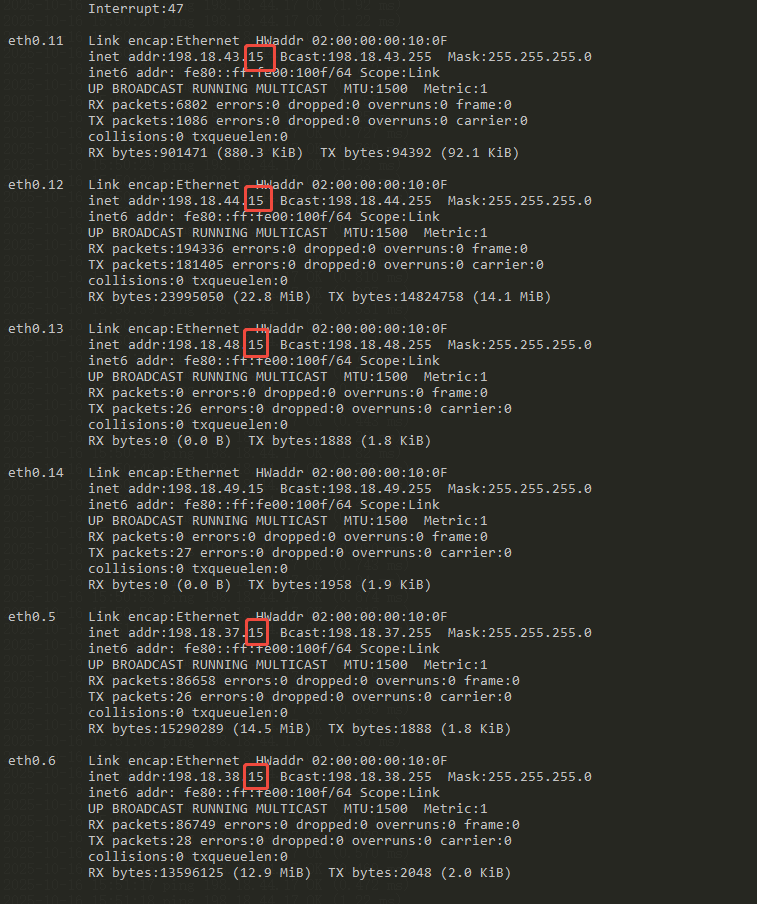 Interrupt:47
eth0.11 Link encap:Ethernet HWaddr 02:00:00:00:10:0F
inet addr:198.18.43.15 Bcast:198.18.43.255 Mask:255.255.255.0
inet6 addr: fe80::ff:fe00:100f/64 Scope:Link
UP BROADCAST RUNNING MULTICAST MTU:1500 Metric:1
RX packets:6802 errors:0 dropped:0 overruns:0 frame:0
TX packets:1086 errors:0 dropped:0 overruns:0 carrier:0
collisions:0 txqueuelen:0
RX bytes:901471 (880.3 KiB) TX bytes:94392 (92.1 KiB)
eth0.12 Link encap:Ethernet HWaddr 02:00:00:00:10:0F
inet addr:198.18.44.15 Bcast:198.18.44.255 Mask:255.255.255.0
inet6 addr: fe80::ff:fe00:100f/64 Scope:Link
UP BROADCAST RUNNING MULTICAST MTU:1500 Metric:1
RX packets:194336 errors:0 dropped:0 overruns:0 frame:0
TX packets:181405 errors:0 dropped:0 overruns:0 carrier:0
collisions:0 txqueuelen:0
RX bytes:23995050 (22.8 MiB) TX bytes:14824758 (14.1 MiB)
eth0.13 Link encap:Ethernet HWaddr 02:00:00:00:10:0F
inet addr:198.18.48.15 Bcast:198.18.48.255 Mask:255.255.255.0
inet6 addr: fe80::ff:fe00:100f/64 Scope:Link
UP BROADCAST RUNNING MULTICAST MTU:1500 Metric:1
RX packets:0 errors:0 dropped:0 overruns:0 frame:0
TX packets:26 errors:0 dropped:0 overruns:0 carrier:0
collisions:0 txqueuelen:0
RX bytes:0 (0.0 B) TX bytes:1888 (1.8 KiB)
eth0.14 Link encap:Ethernet HWaddr 02:00:00:00:10:0F
inet addr:198.18.49.15 Bcast:198.18.49.255 Mask:255.255.255.0
inet6 addr: fe80::ff:fe00:100f/64 Scope:Link
UP BROADCAST RUNNING MULTICAST MTU:1500 Metric:1
RX packets:0 errors:0 dropped:0 overruns:0 frame:0
TX packets:27 errors:0 dropped:0 overruns:0 carrier:0
collisions:0 txqueuelen:0
RX bytes:0 (0.0 B) TX bytes:1958 (1.9 KiB)
eth0.5 Link encap:Ethernet HWaddr 02:00:00:00:10:0F
inet addr:198.18.37.15 Bcast:198.18.37.255 Mask:255.255.255.0
inet6 addr: fe80::ff:fe00:100f/64 Scope:Link
UP BROADCAST RUNNING MULTICAST MTU:1500 Metric:1
RX packets:86658 errors:0 dropped:0 overruns:0 frame:0
TX packets:26 errors:0 dropped:0 overruns:0 carrier:0
collisions:0 txqueuelen:0
RX bytes:15290289 (14.5 MiB) TX bytes:1888 (1.8 KiB)
eth0.6 Link encap:Ethernet HWaddr 02:00:00:00:10:0F
inet addr:198.18.38.15 Bcast:198.18.38.255 Mask:255.255.255.0
inet6 addr: fe80::ff:fe00:100f/64 Scope:Link
UP BROADCAST RUNNING MULTICAST MTU:1500 Metric:1
RX packets:86749 errors:0 dropped:0 overruns:0 frame:0
TX packets:28 errors:0 dropped:0 overruns:0 carrier:0
collisions:0 txqueuelen:0
RX bytes:13596125 (12.9 MiB) TX bytes:2048 (2.0 KiB)